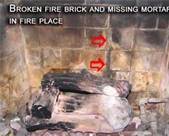 Broken fire brick and missing mortar
in fire place